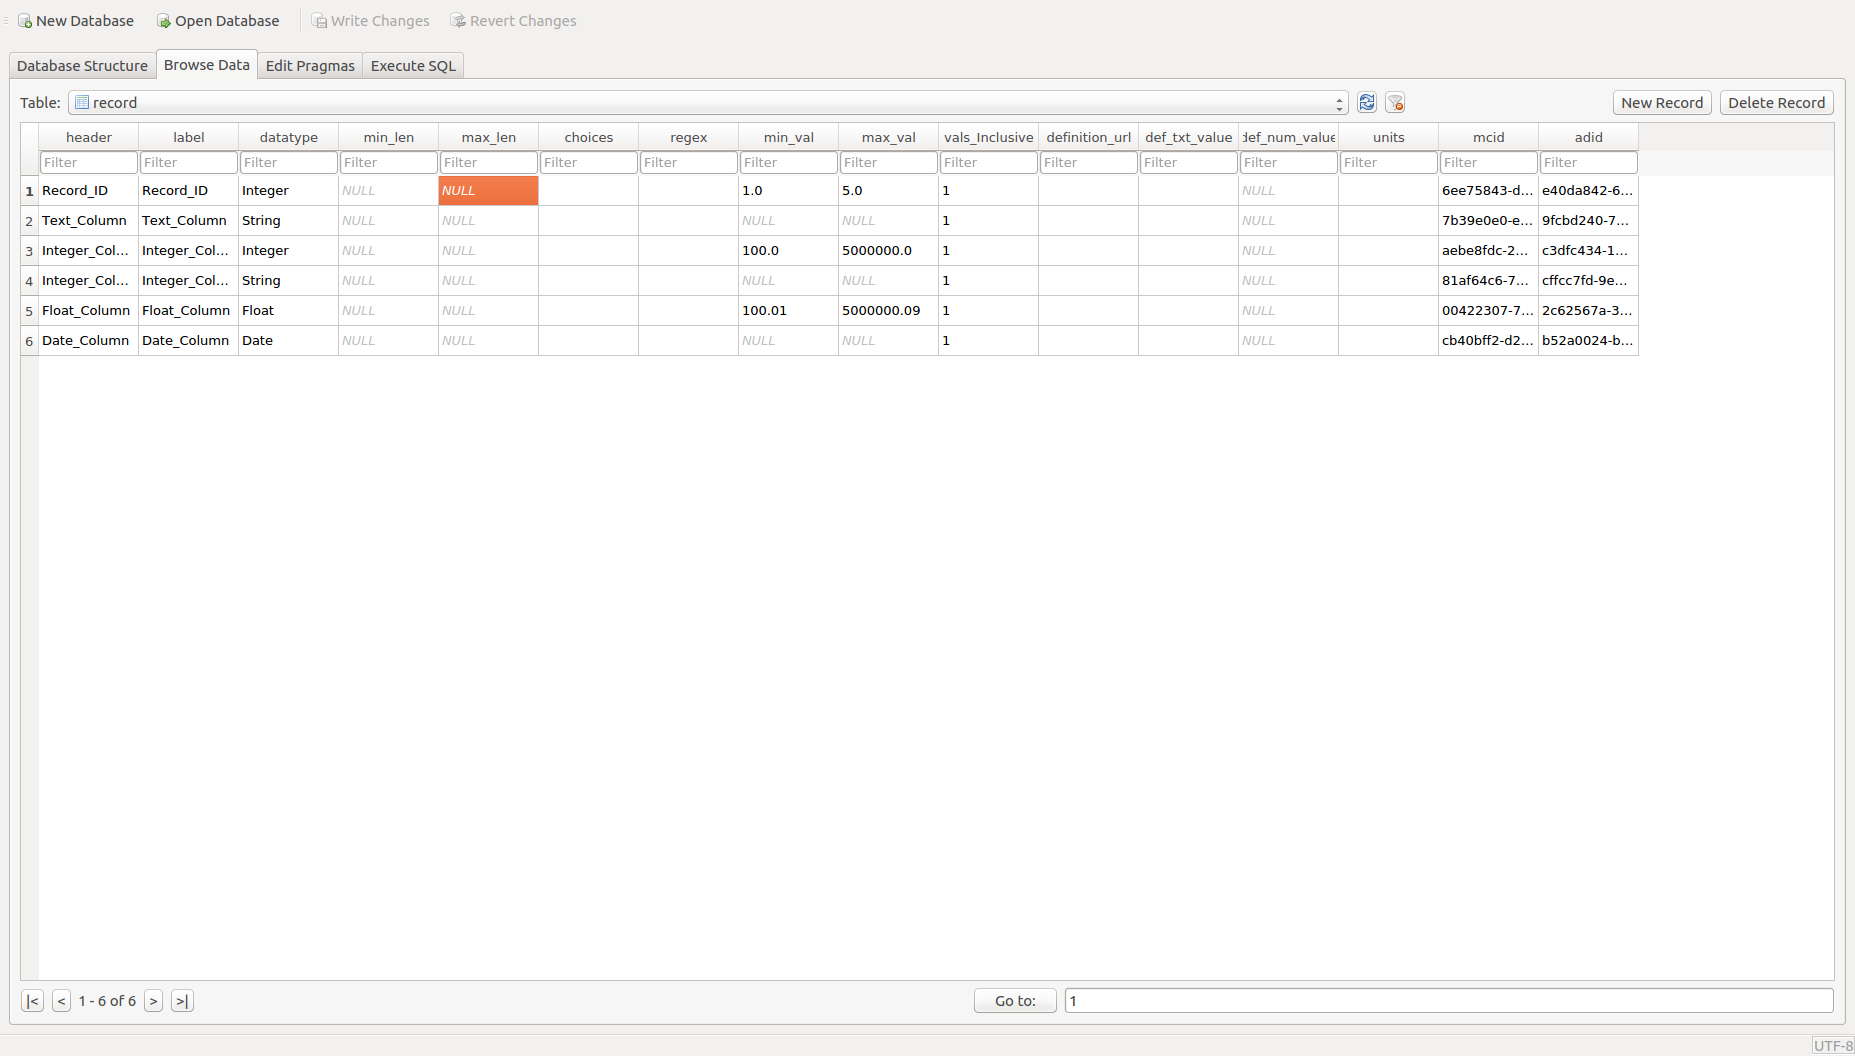 New Database Open Database Write Changes Revert Changes
Database Structure Browse Data Edit Pragmas Execute SQL
Table: record New Record Delete Record
header label datatype min_len max_len choices regex min_val max_val vals_Inclusive definition_url def_txt_value def_num_value units mcid adid
Filter Filter Filter Filter Filter Filter Filter Filter Filter Filter Filter Filter Filter Filter Filter Filter
1 Record_ID Record_ID Integer NULL NULL 1.0 5.0 1 NULL 6ee75843-d... e40da842-6...
2 Text_Column Text_Column String NULL NULL NULL NULL 1 NULL 7b39e0e0-e... 9fcbd240-7...
3 Integer_Col... Integer_Col... Integer NULL NULL 100.0 5000000.0 1 NULL aebe8fdc-2... c3dfc434-1...
4 Integer_Col... Integer_Col... String NULL NULL NULL NULL 1 NULL 81af64c6-7... cffcc7fd-9e...
5 Float_Column Float_Column Float NULL NULL 100.01 5000000.09 1 NULL 00422307-7... 2c62567a-3...
6 Date_Column Date_Column Date NULL NULL NULL NULL 1 NULL cb40bff2-d2... b52a0024-b...
|< < 1 - 6 of 6 > >| Go to: 1
UTF-8